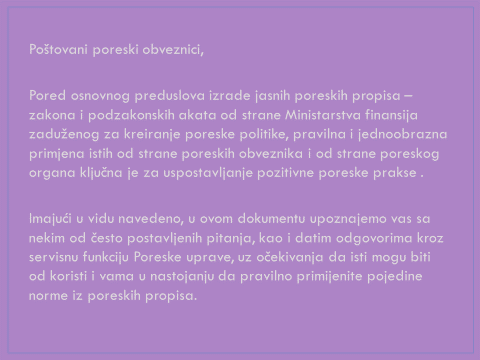 Poštovani poreski obveznici,
Pored osnovnog preduslova izrade jasnih poreskih propisa –
zakona i podzakonskih akata od strane Ministarstva finansija
zaduženog za kreiranje poreske politike, pravilna i jednoobrazna
primjena istih od strane poreskih obveznika i od strane poreskog
organa ključna je za uspostavljanje pozitivne poreske prakse .
Imajući u vidu navedeno, u ovom dokumentu upoznajemo vas sa
nekim od često postavljenih pitanja, kao i datim odgovorima kroz
servisnu funkciju Poreske uprave, uz očekivanja da isti mogu biti
od koristi i vama u nastojanju da pravilno primijenite pojedine
norme iz poreskih propisa.